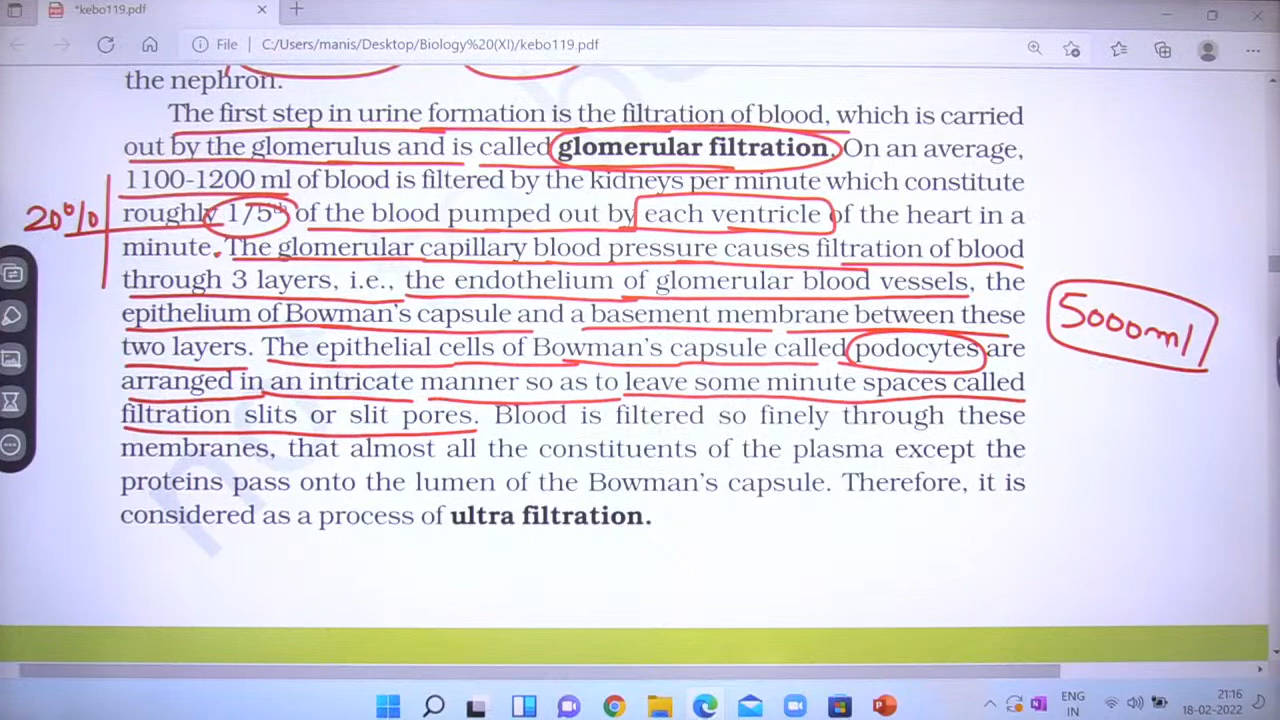 *kebo119.pdf
File | C:/Users/manis/Desktop/Biology%20(XI)/kebo119.pdf
the nephron.
The first step in urine formation is the filtration of blood, which is carried
out by the glomerulus and is called glomerular filtration. On an average,
1100-1200 ml of blood is filtered by the kidneys per minute which constitute
20% roughly 1/5th of the blood pumped out by each ventricle of the heart in a
minute. The glomerular capillary blood pressure causes filtration of blood
through 3 layers, i.e., the endothelium of glomerular blood vessels, the
epithelium of Bowman's capsule and a basement membrane between these
5000ml
two layers. The epithelial cells of Bowman's capsule called podocytes are
arranged in an intricate manner so as to leave some minute spaces called
filtration slits or slit pores. Blood is filtered so finely through these
membranes, that almost all the constituents of the plasma except the
proteins pass onto the lumen of the Bowman's capsule. Therefore, it is
considered as a process of ultra filtration.
ENG
IN
21:16
18-02-2022